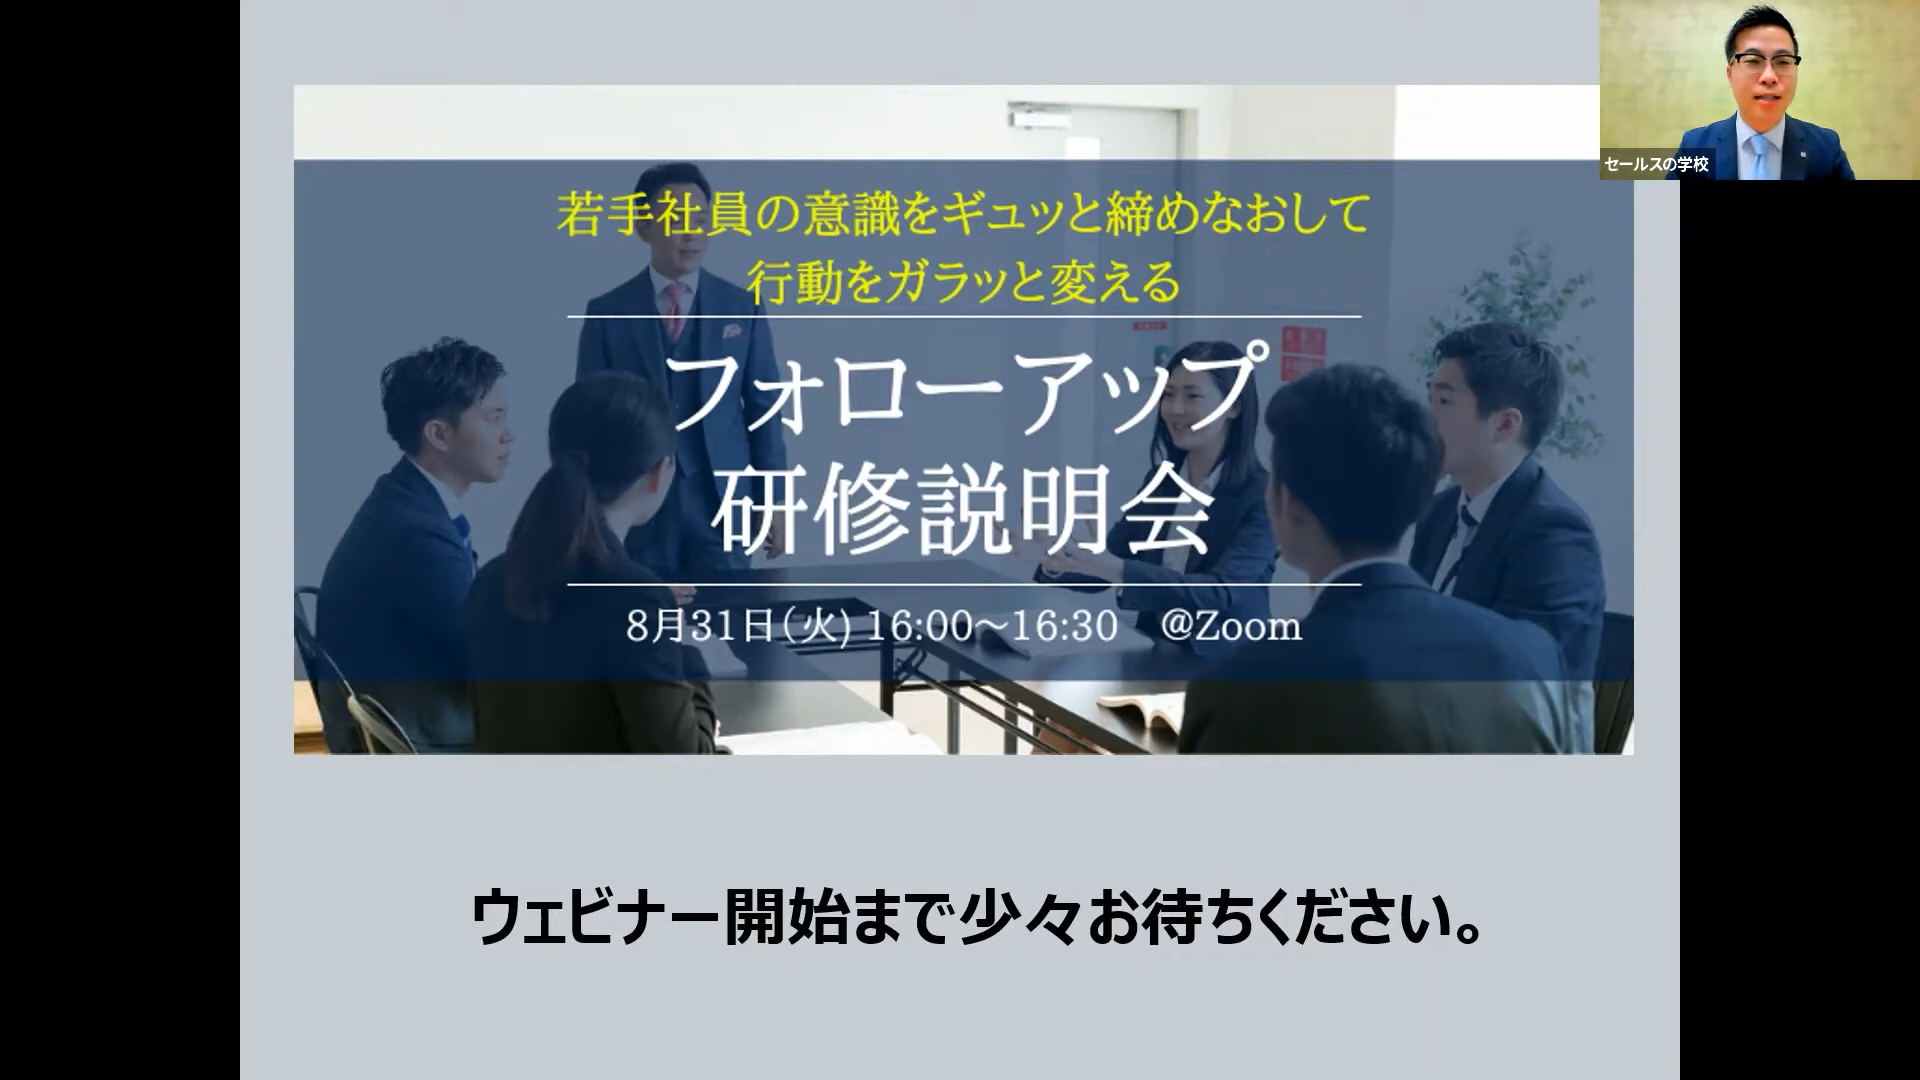 若手社員の意識をギュッと締めなおして
行動をガラッと変える
フォローアップ
研修説明会
8月31日(火) 16:00〜16:30　@Zoom
セールスの学校
ウェビナー開始まで少々お待ちください。